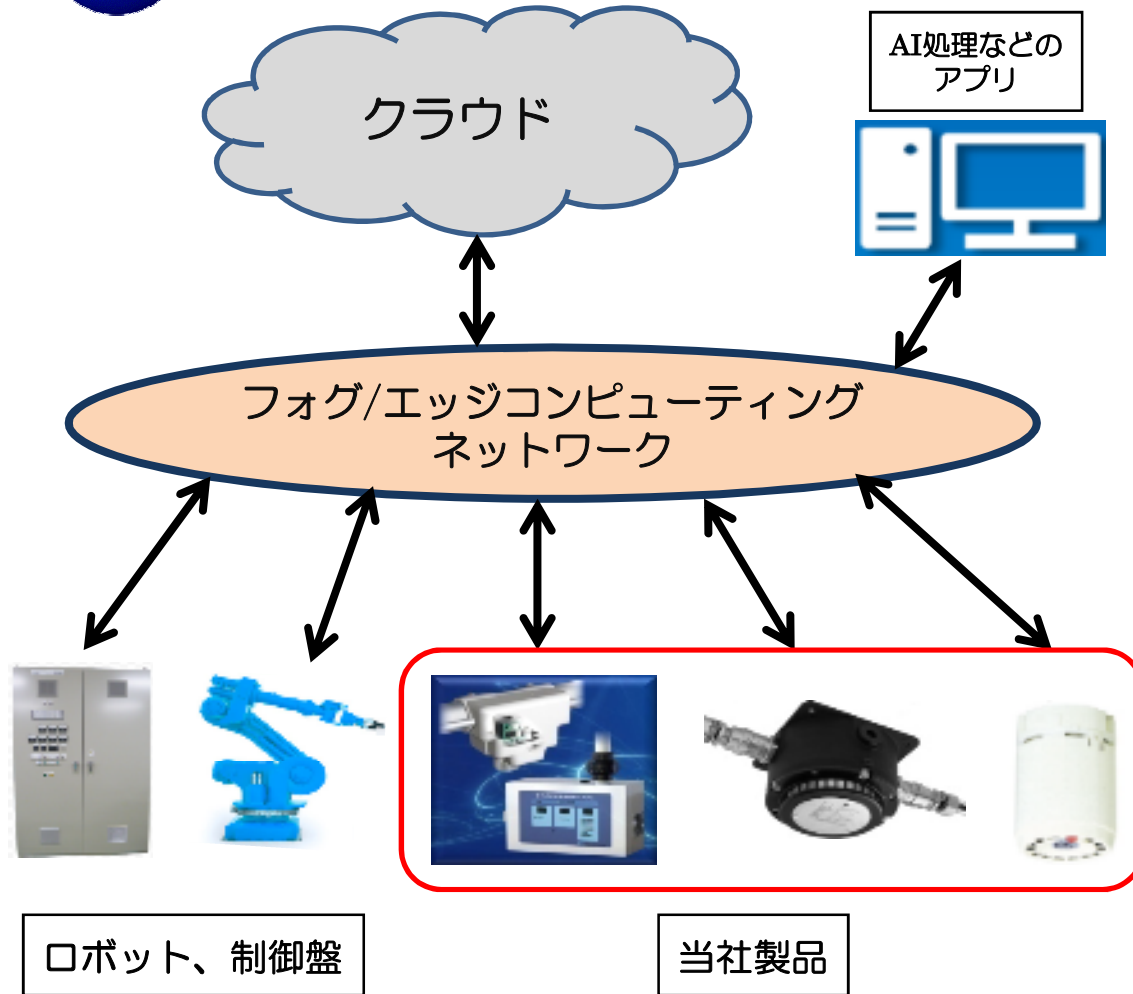 クラウド
AI処理などの
アプリ
フォグ/エッジコンピューティング
ネットワーク
ロボット、制御盤
当社製品